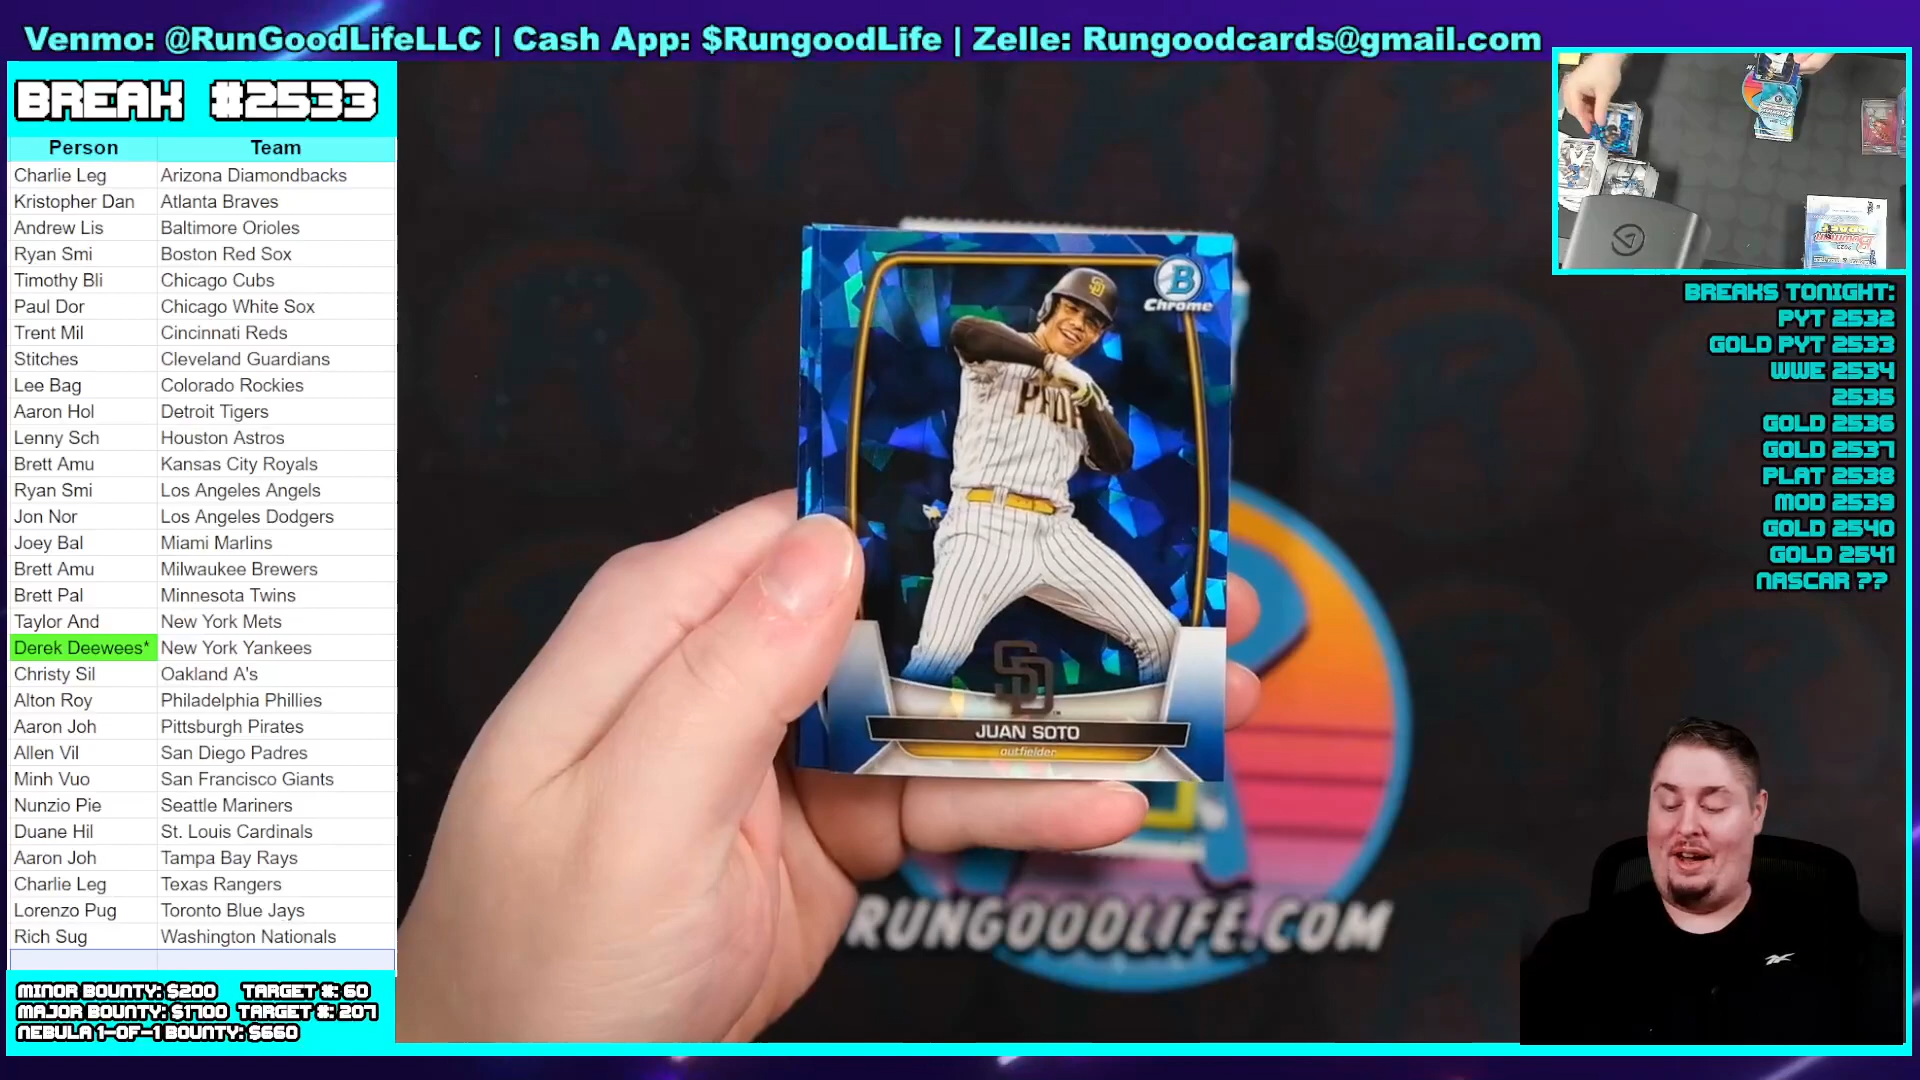 Venmo: @RunGoodLifeLLC | Cash App: $RungoodLife | Zelle: Rungoodcards@gmail.com
BREAK #2533
Person Team
Charlie Leg Arizona Diamondbacks
Kristopher Dan Atlanta Braves
Andrew Lis Baltimore Orioles
Ryan Smi Boston Red Sox
Timothy Bli Chicago Cubs
Paul Dor Chicago White Sox
Trent Mil Cincinnati Reds
Stitches Cleveland Guardians
Lee Bag Colorado Rockies
Aaron Hol Detroit Tigers
Lenny Sch Houston Astros
Brett Amu Kansas City Royals
Ryan Smi Los Angeles Angels
Jon Nor Los Angeles Dodgers
Joey Bal Miami Marlins
Brett Amu Milwaukee Brewers
Brett Pal Minnesota Twins
Taylor And New York Mets
Derek Deewees* New York Yankees
Christy Sil Oakland A's
Alton Roy Philadelphia Phillies
Aaron Joh Pittsburgh Pirates
Allen Vil San Diego Padres
Minh Vuo San Francisco Giants
Nunzio Pie Seattle Mariners
Duane Hil St. Louis Cardinals
Aaron Joh Tampa Bay Rays
Charlie Leg Texas Rangers
Lorenzo Pug Toronto Blue Jays
Rich Sug Washington Nationals
MINOR BOUNTY: $200 TARGET #: 60
MAJOR BOUNTY: $1700 TARGET #: 207
NEBULA 1-OF-1 BOUNTY: $660
B
Chrome
SD
PADR
SD
JUAN SOTO
outfielder
RUNGOODLIFE.COM
BREAKS TONIGHT:
PYT 2532
GOLD PYT 2533
WWE 2534
2535
GOLD 2536
GOLD 2537
PLAT 2538
MOD 2539
GOLD 2540
GOLD 2541
NASCAR ??